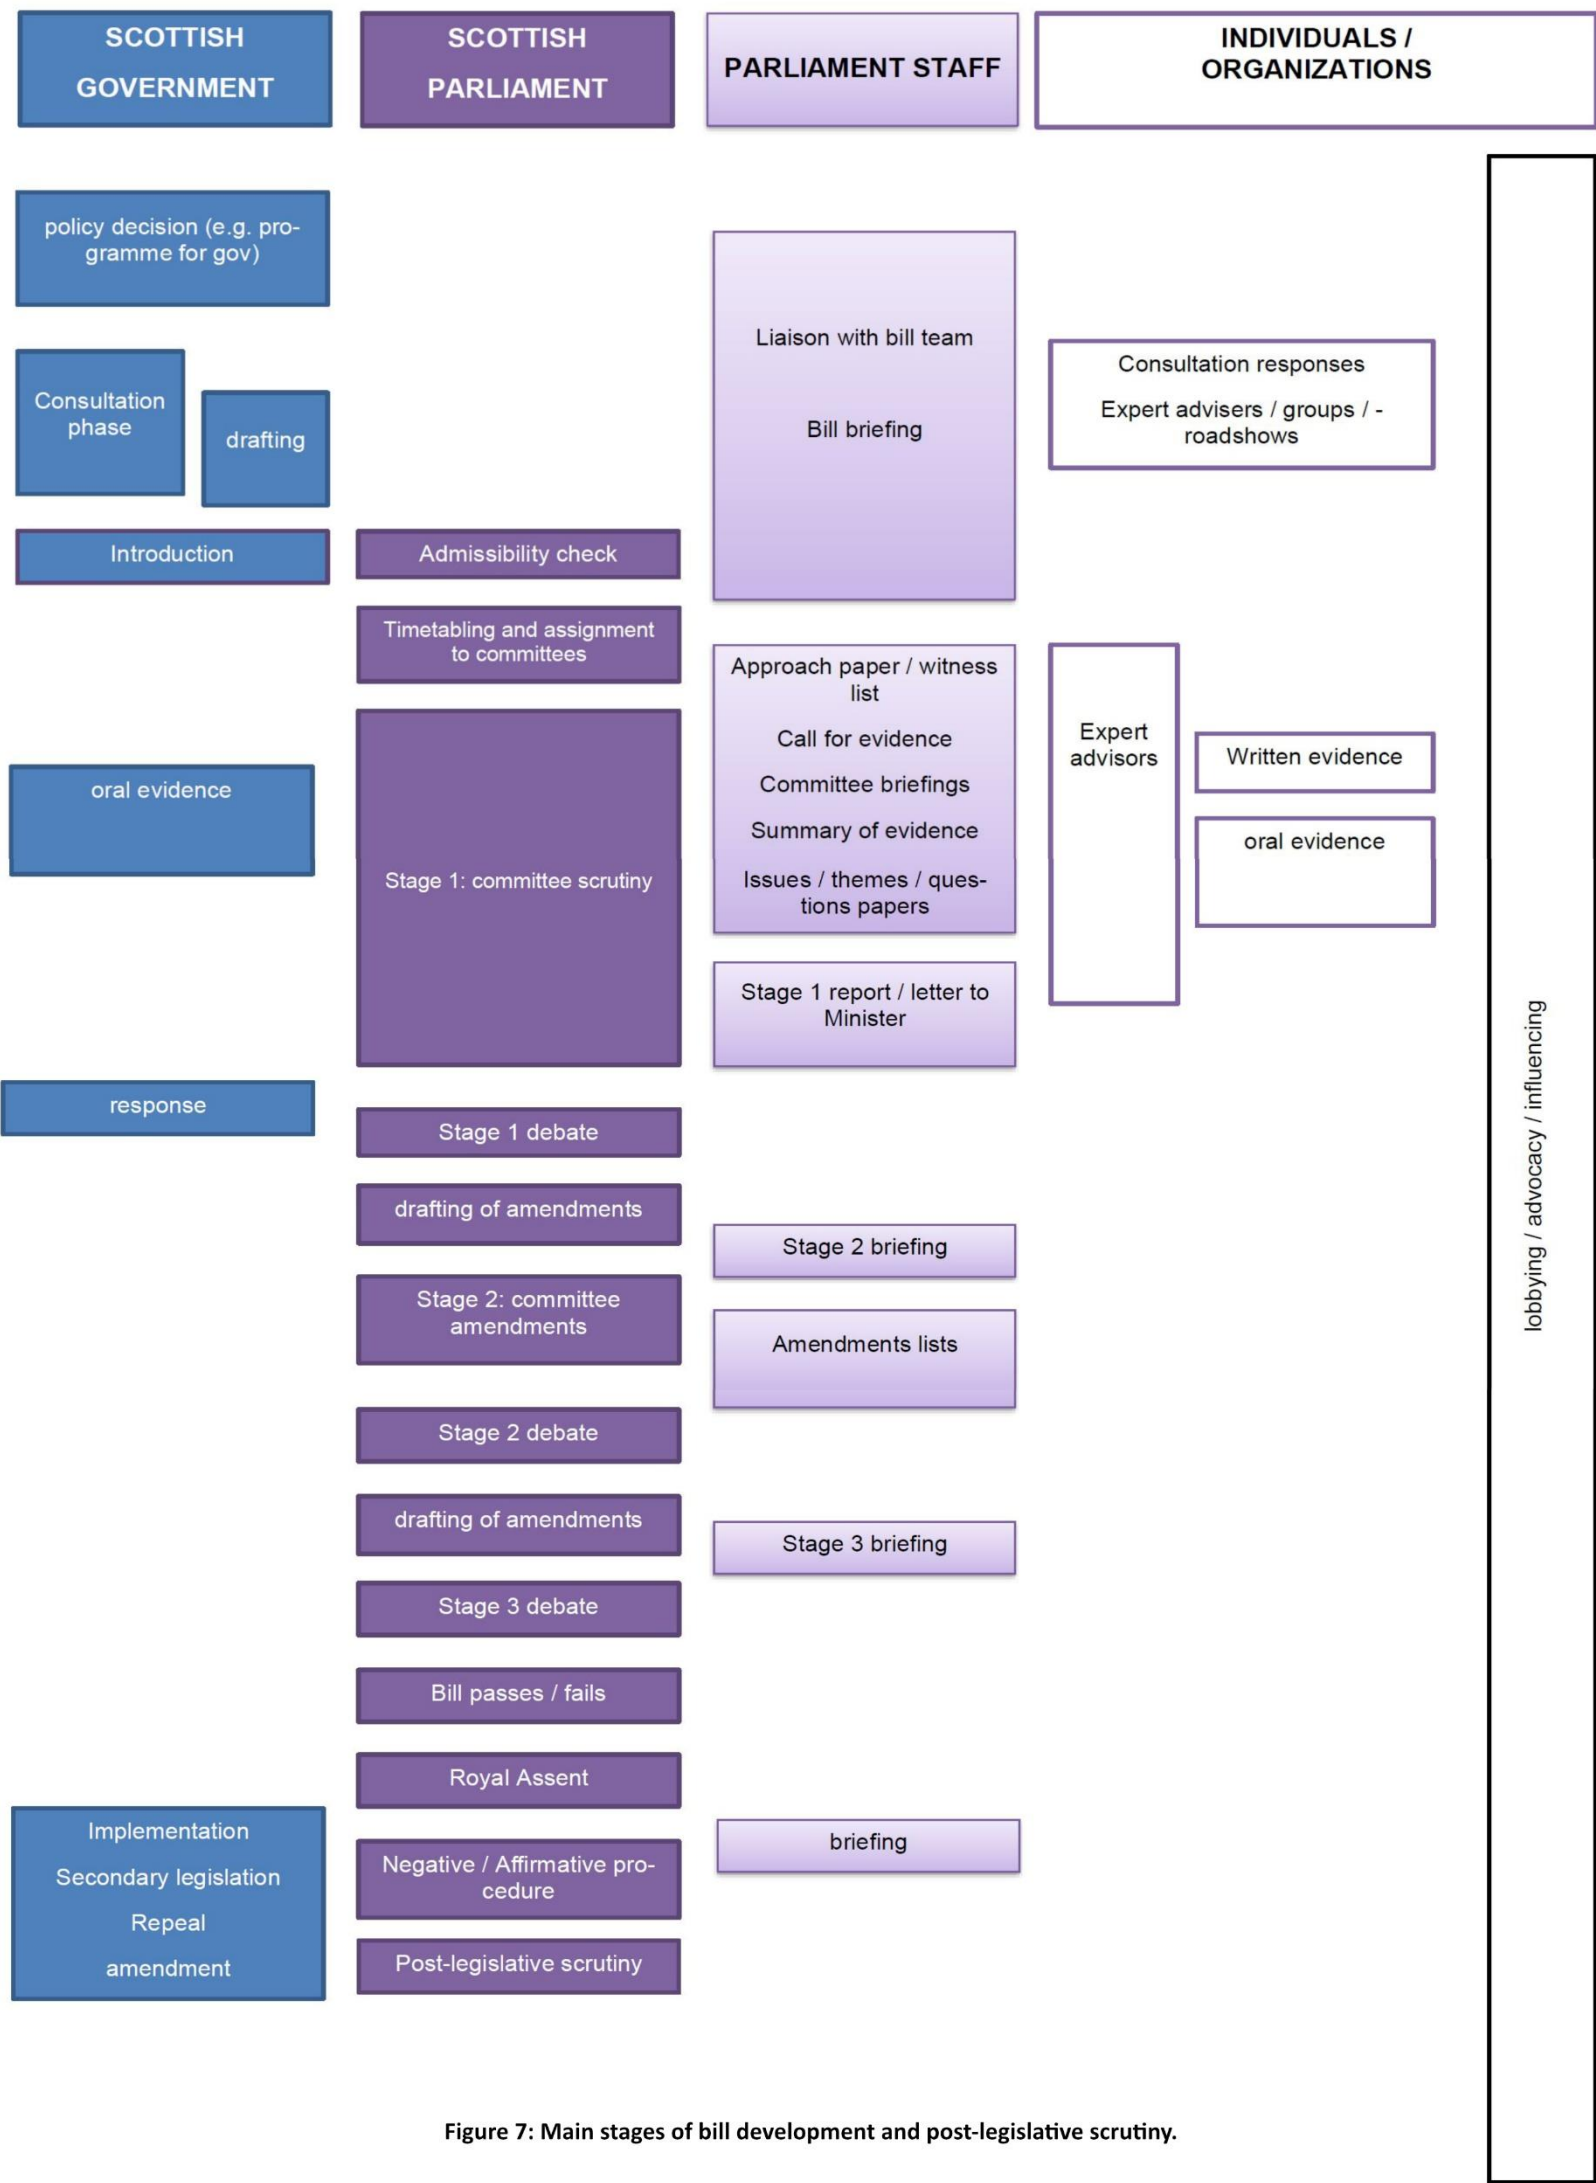 SCOTTISH
GOVERNMENT
SCOTTISH
PARLIAMENT
PARLIAMENT STAFF
INDIVIDUALS /
ORGANIZATIONS
policy decision (e.g. pro-
gramme for gov)
Consultation
phase
drafting
Introduction
oral evidence
response
Implementation
Secondary legislation
Repeal
amendment
Admissibility check
Timetabling and assignment
to committees
Stage 1: committee scrutiny
Stage 1 debate
drafting of amendments
Stage 2: committee
amendments
Stage 2 debate
drafting of amendments
Stage 3 debate
Bill passes / fails
Royal Assent
Negative / Affirmative pro-
cedure
Post-legislative scrutiny
Liaison with bill team
Bill briefing
Approach paper / witness
list
Call for evidence
Committee briefings
Summary of evidence
Issues / themes / ques-
tions papers
Stage 1 report / letter to
Minister
Stage 2 briefing
Amendments lists
Stage 3 briefing
briefing
Consultation responses
Expert advisers / groups / -
roadshows
Expert
advisors
Written evidence
oral evidence
lobbying / advocacy / influencing
Figure 7: Main stages of bill development and post-legislative scrutiny.